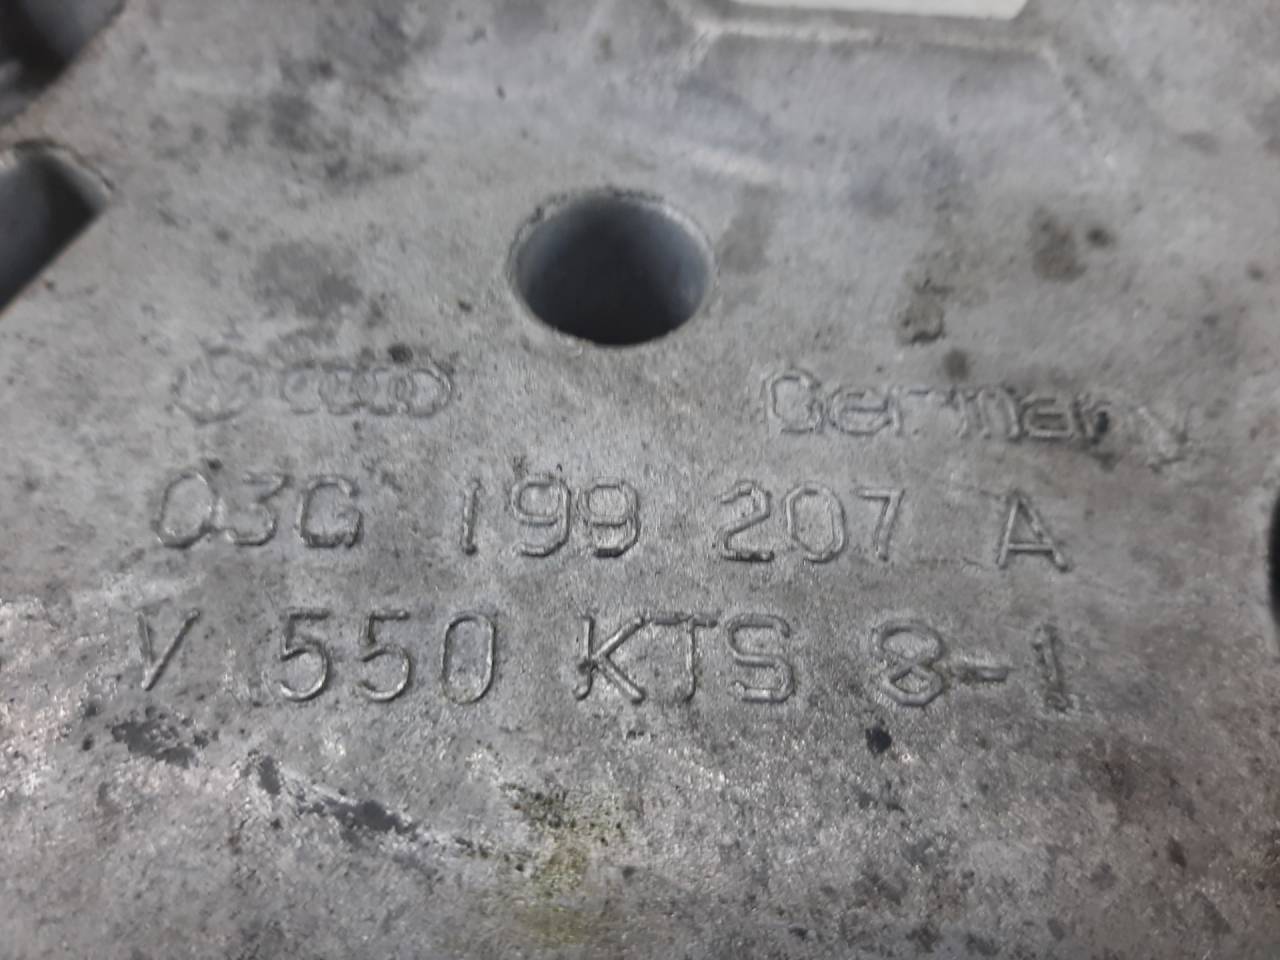 Germany
03G 199 207 A
V 550 KTS 8-1